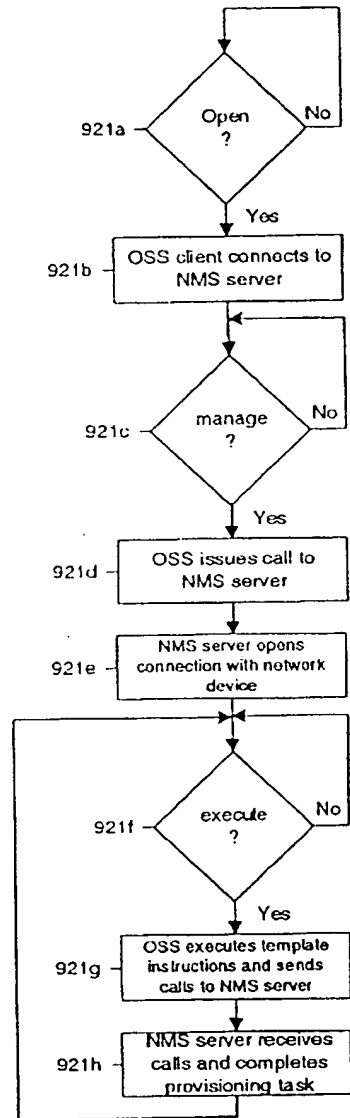 No
Open
?
921a
Yes
OSS client connects to
NMS server
921b
No
manage
?
921c
Yes
OSS issues call to
NMS server
921d
NMS server opens
connection with network
device
921e
No
execute
?
921f
Yes
OSS executes template
instructions and sends
calls to NMS server
921g
NMS server receives
calls and completes
provisioning task
921h